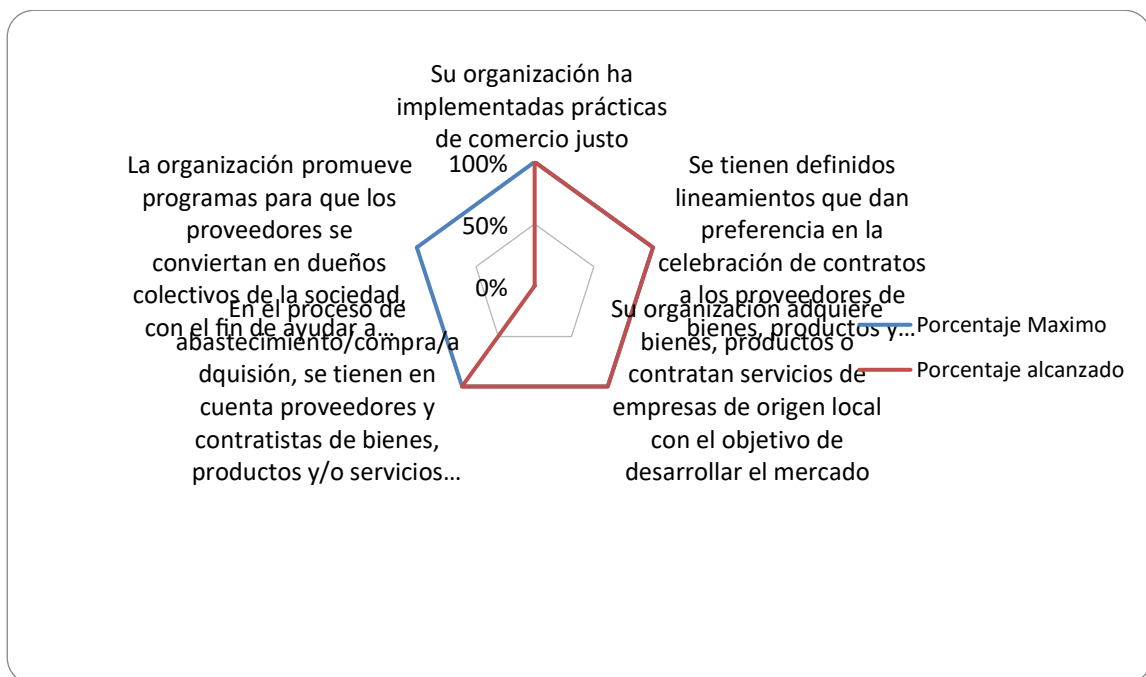 Su organización ha
implementadas prácticas
de comercio justo
100%
50%
0%
Se tienen definidos
lineamientos que dan
preferencia en la
celebración de contratos
a los proveedores de
bienes, productos y…
Su organización adquiere
bienes, productos o
contratan servicios de
empresas de origen local
con el objetivo de
desarrollar el mercado
En el proceso de
abastecimiento/compra/a
dquisión, se tienen en
cuenta proveedores y
contratistas de bienes,
productos y/o servicios…
La organización promueve
programas para que los
proveedores se
conviertan en dueños
colectivos de la sociedad,
con el fin de ayudar a…
Porcentaje Maximo
Porcentaje alcanzado